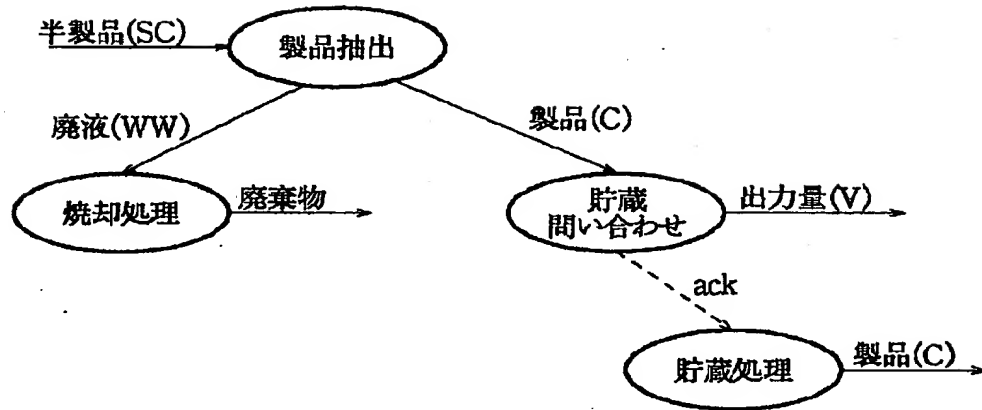 半製品(SC)
製品抽出
廃液(WW)
製品(C)
焼却処理
廃棄物
貯蔵
問い合わせ
出力量(V)
ack
貯蔵処理
製品(C)